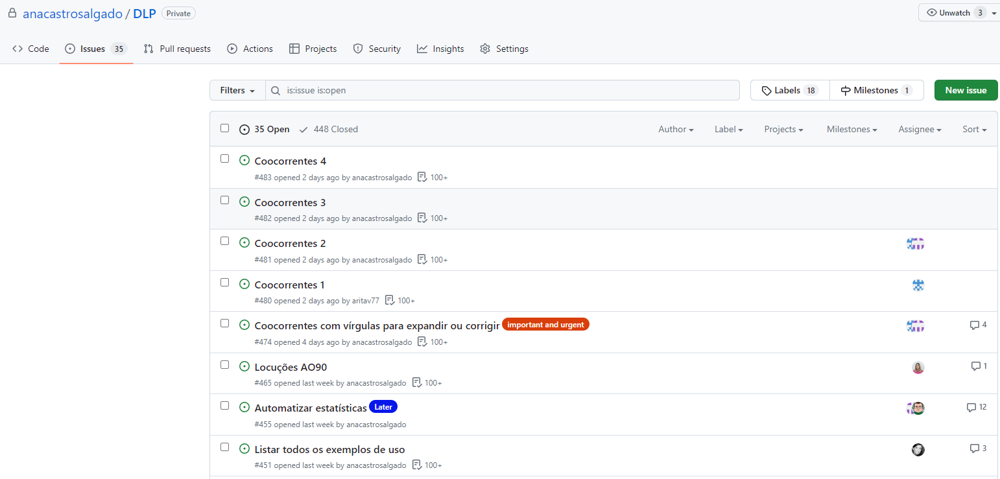 anacastrosalgado / DLP Private
Unwatch 3
Code Issues 35 Pull requests Actions Projects Security Insights Settings
Filters is:issue is:open Labels 18 Milestones 1 New issue
35 Open 448 Closed Author Label Projects Milestones Assignee Sort
Coocorrentes 4
#483 opened 2 days ago by anacastrosalgado 100+
Coocorrentes 3
#482 opened 2 days ago by anacastrosalgado 100+
Coocorrentes 2
#481 opened 2 days ago by anacastrosalgado 100+
Coocorrentes 1
#480 opened 2 days ago by aritav77 100+
Coocorrentes com vírgulas para expandir ou corrigir important and urgent 4
#474 opened 4 days ago by anacastrosalgado 100+
Locuções AO90 1
#465 opened last week by anacastrosalgado 100+
Automatizar estatísticas Later 12
#455 opened last week by anacastrosalgado
Listar todos os exemplos de uso 3
#451 opened last week by anacastrosalgado 100+